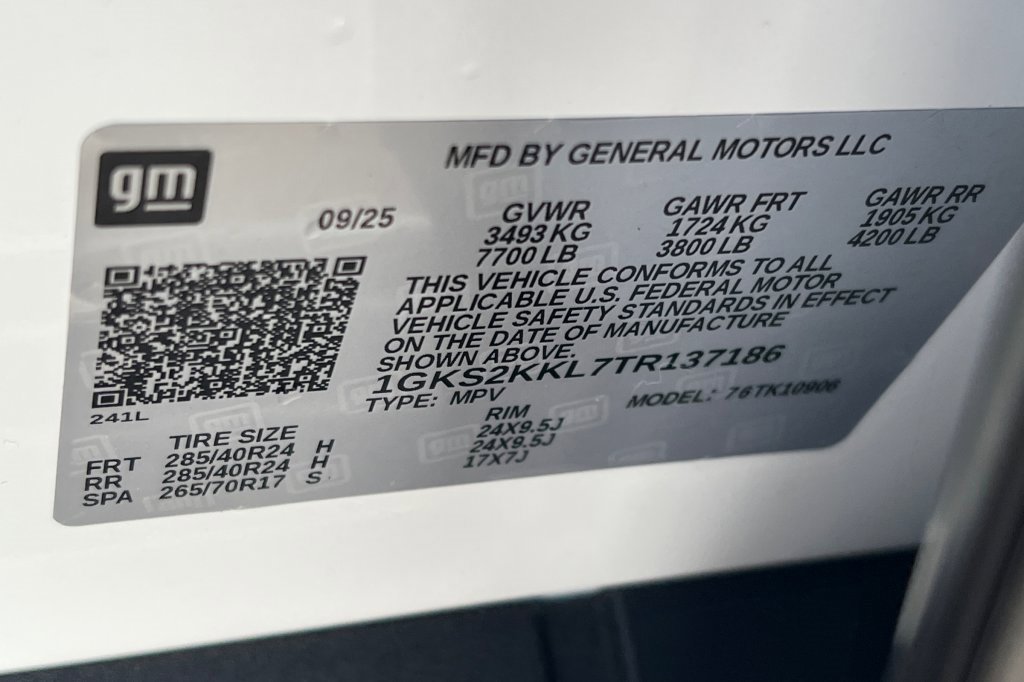 gm
MFD BY GENERAL MOTORS LLC
09/25
GVWR
3493 KG
7700 LB
GAWR FRT
1724 KG
3800 LB
GAWR RR
1905 KG
4200 LB
THIS VEHICLE CONFORMS TO ALL
APPLICABLE U.S. FEDERAL MOTOR
VEHICLE SAFETY STANDARDS IN EFFECT
ON THE DATE OF MANUFACTURE
SHOWN ABOVE.
1GKS2KKL7TR137186
TYPE: MPV
MODEL: 76TK10906
241L
TIRE SIZE
RIM
FRT 285/40R24 H 24X9.5J
RR 285/40R24 H 24X9.5J
SPA 265/70R17 S 17X7J